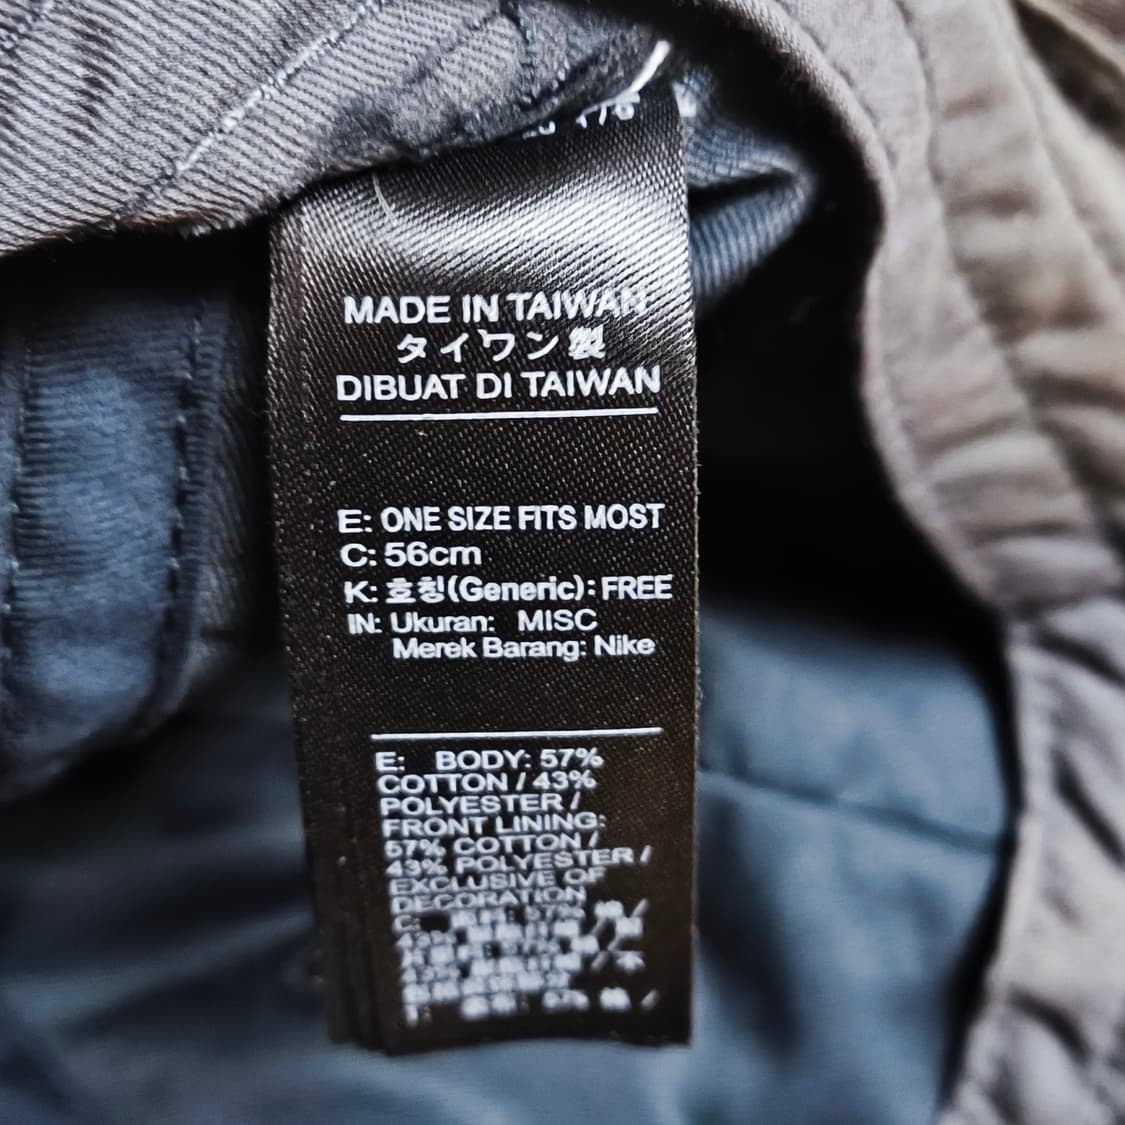 MADE IN TAIWAN
タイワン製
DIBUAT DI TAIWAN
E: ONE SIZE FITS MOST
C: 56cm
K: 호칭(Generic): FREE
IN: Ukuran: MISC
Merek Barang: Nike
E: BODY: 57%
COTTON / 43%
POLYESTER /
FRONT LINING:
57% COTTON /
43% POLYESTER /
EXCLUSIVE OF
DECORATION
C: 57% 棉 /